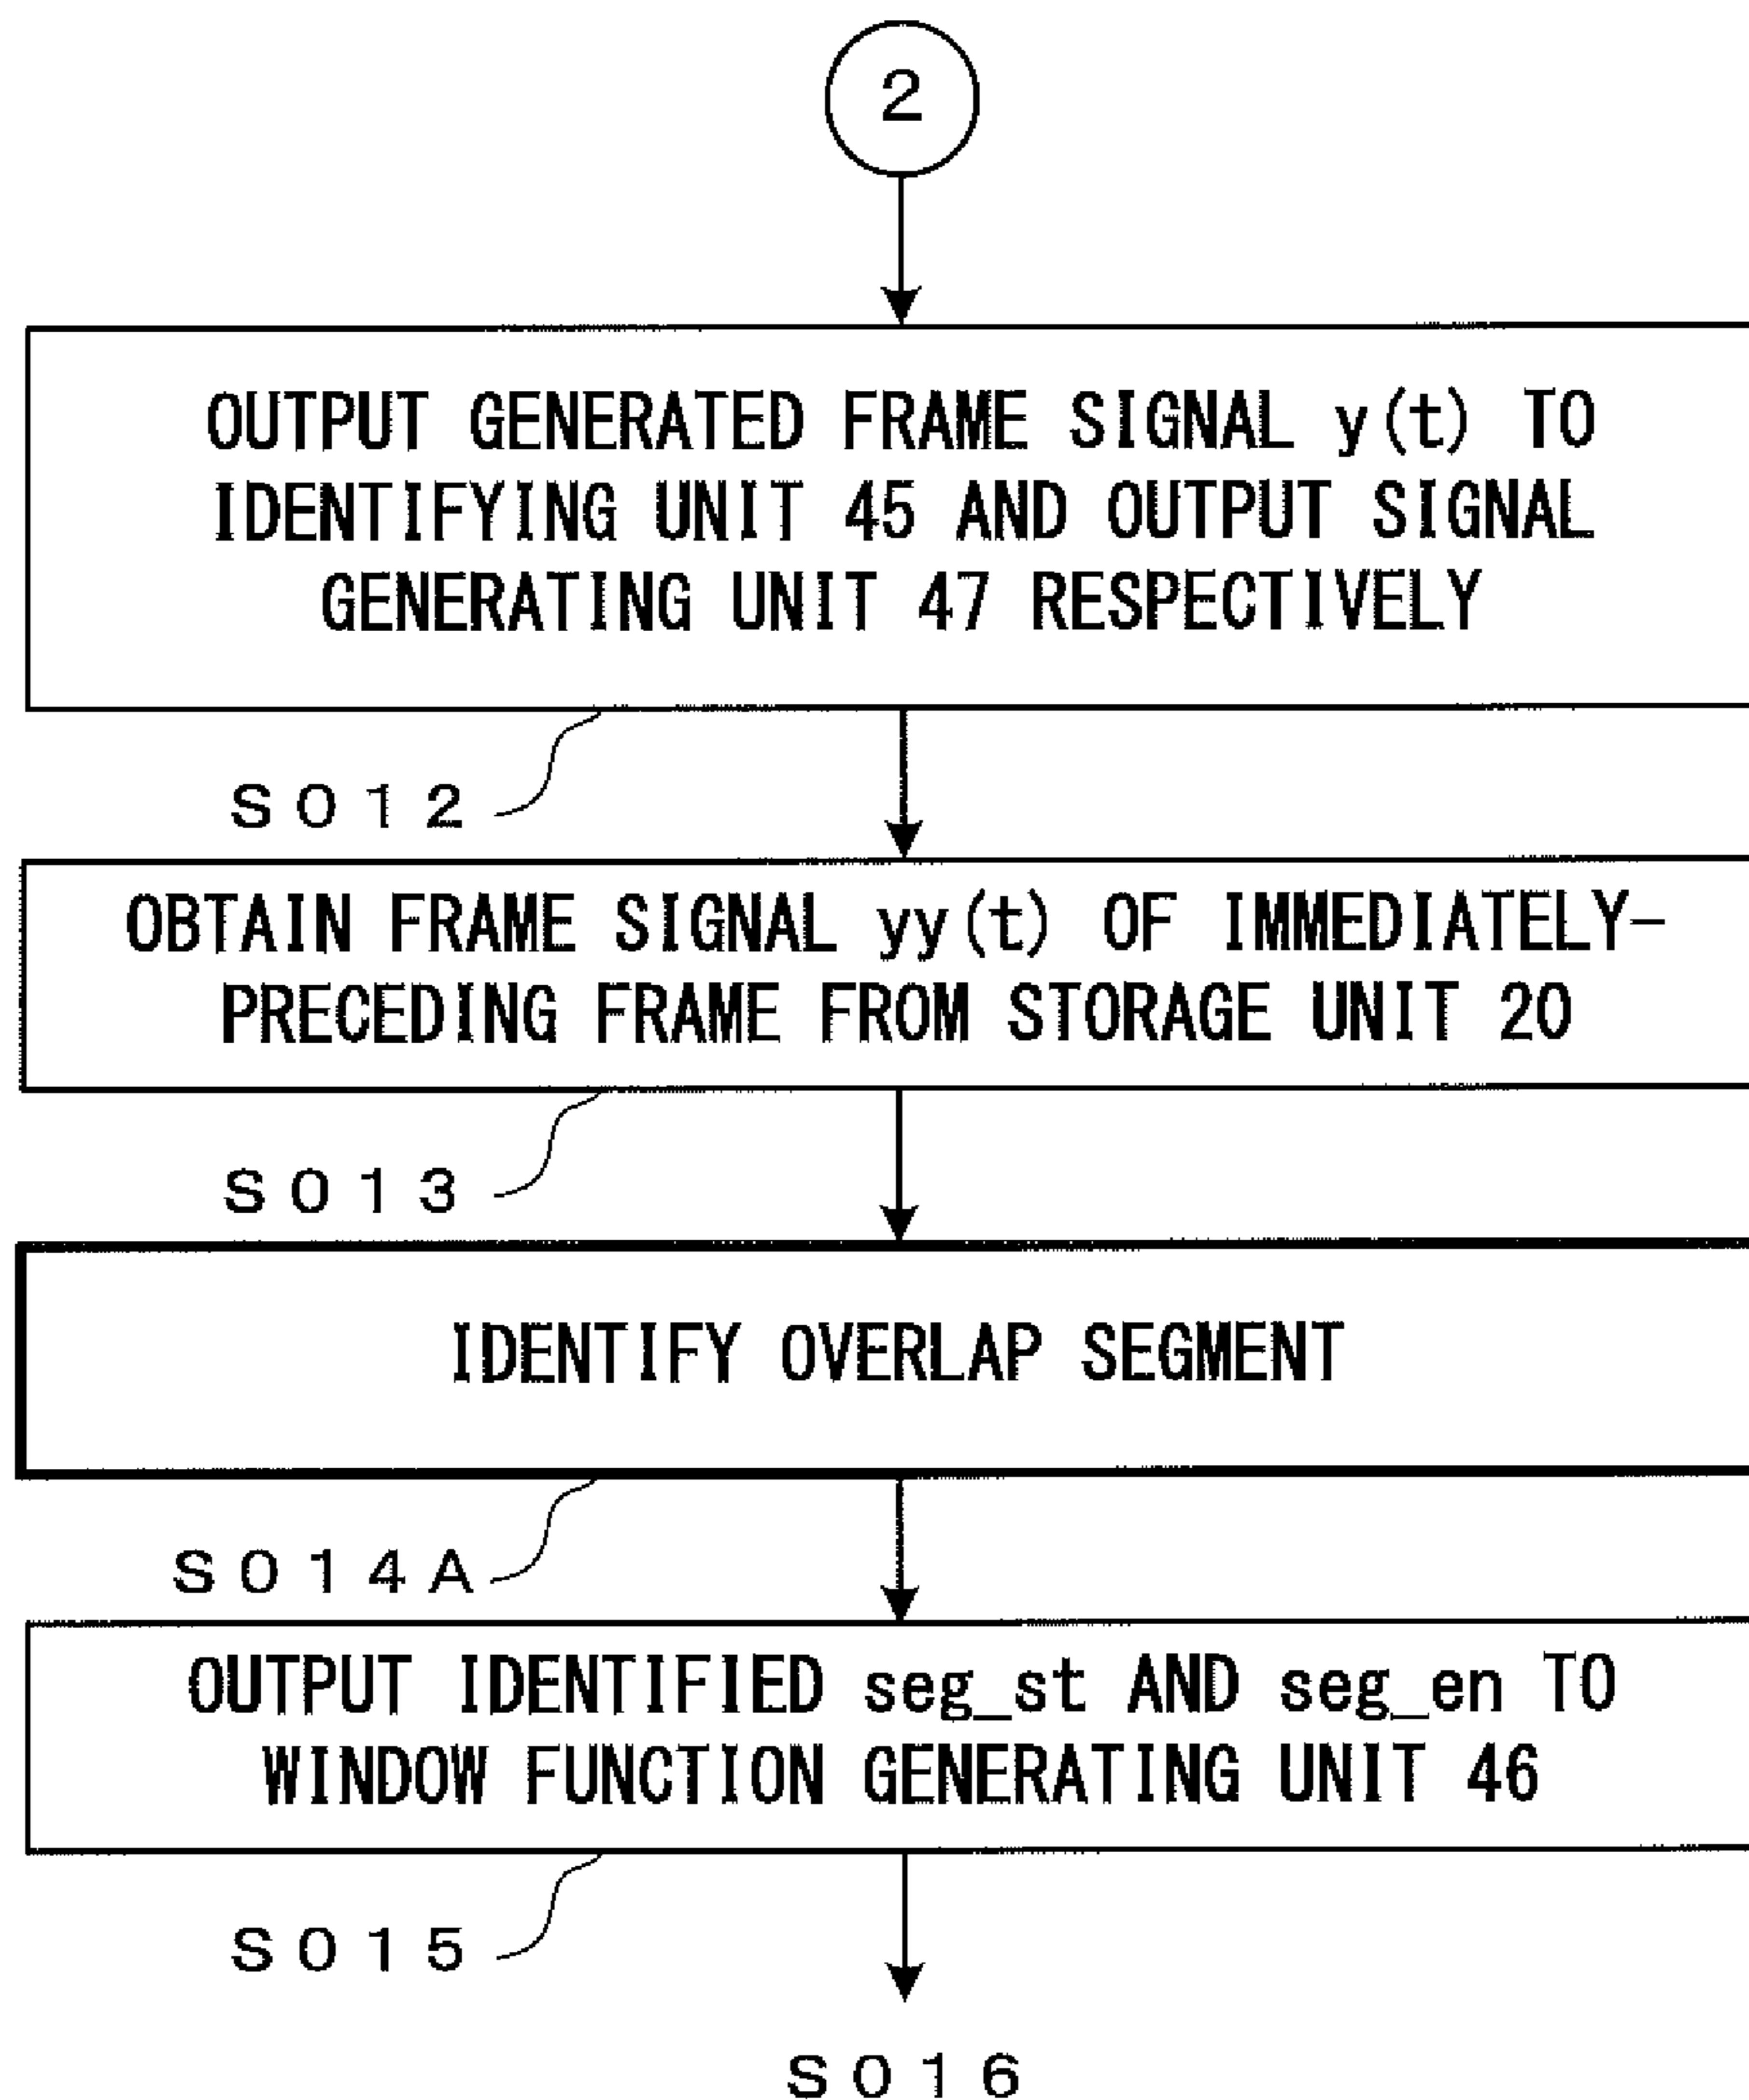 2
OUTPUT GENERATED FRAME SIGNAL y(t) TO
IDENTIFYING UNIT 45 AND OUTPUT SIGNAL
GENERATING UNIT 47 RESPECTIVELY
S012
OBTAIN FRAME SIGNAL yy(t) OF IMMEDIATELY-
PRECEDING FRAME FROM STORAGE UNIT 20
S013
IDENTIFY OVERLAP SEGMENT
S014A
OUTPUT IDENTIFIED seg_st AND seg_en TO
WINDOW FUNCTION GENERATING UNIT 46
S015
S016